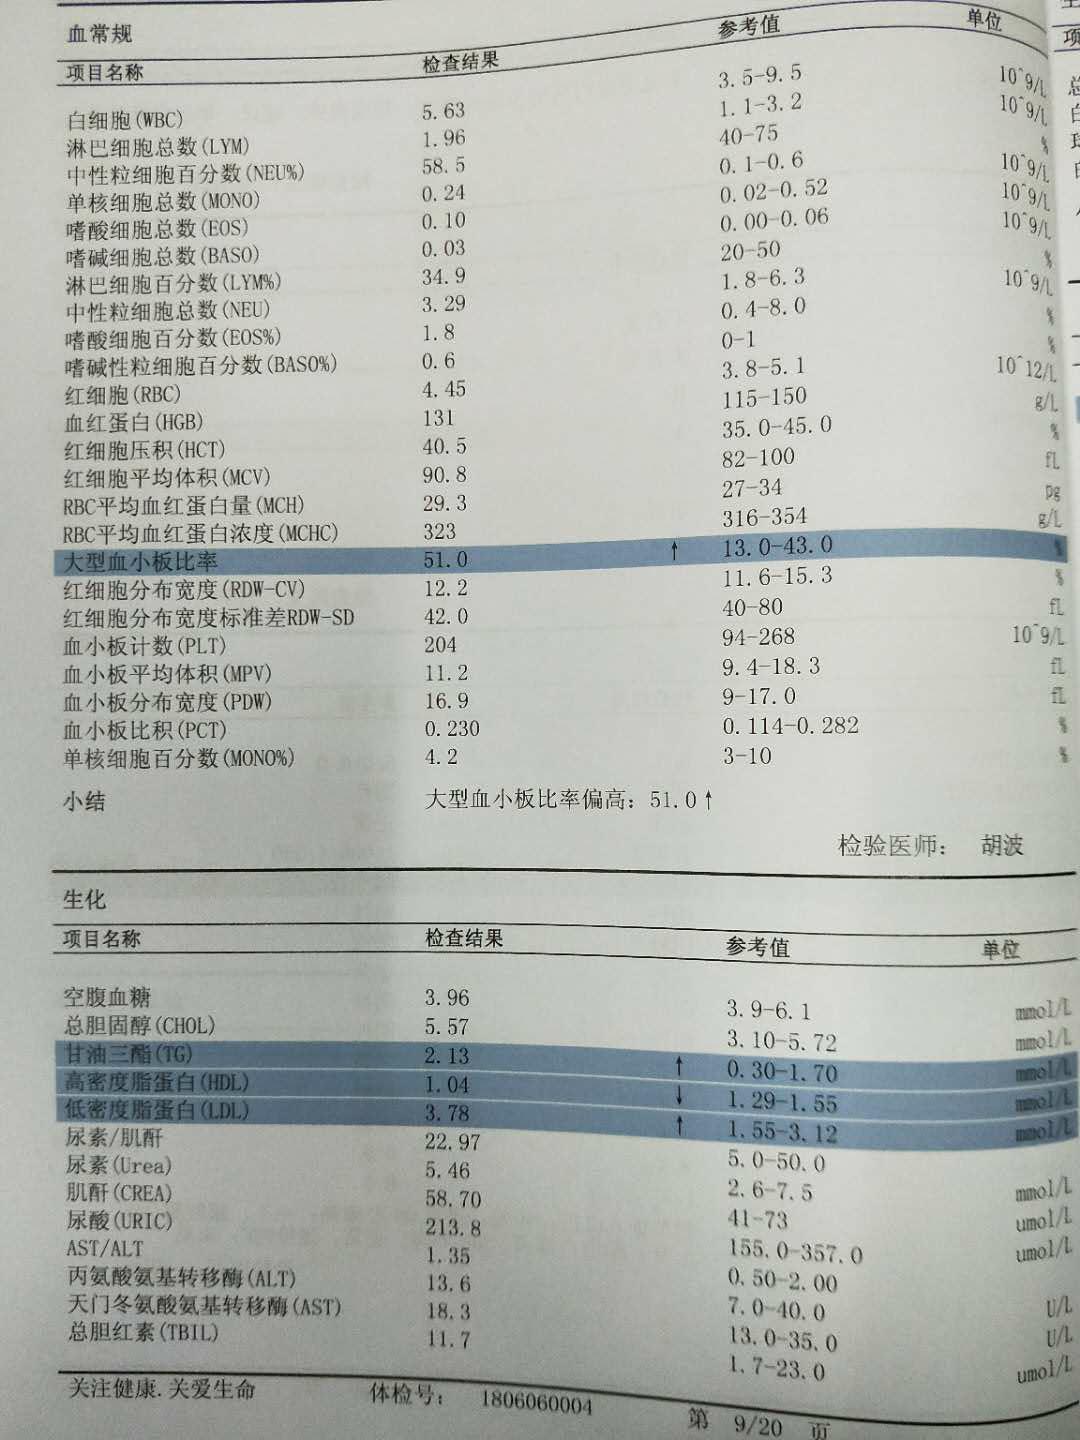 血常规
项目名称 检查结果 参考值 单位
白细胞(WBC) 5.63 3.5-9.5 10^9/L
淋巴细胞总数(LYM) 1.96 1.1-3.2 10^9/L
中性粒细胞百分数(NEU%) 58.5 40-75 %
单核细胞总数(MONO) 0.24 0.1-0.6 10^9/L
嗜酸细胞总数(EOS) 0.10 0.02-0.52 10^9/L
嗜碱细胞总数(BASO) 0.03 0.00-0.06 10^9/L
淋巴细胞百分数(LYM%) 34.9 20-50 %
中性粒细胞总数(NEU) 3.29 1.8-6.3 10^9/L
嗜酸细胞百分数(EOS%) 1.8 0.4-8.0 %
嗜碱性粒细胞百分数(BASO%) 0.6 0-1 %
红细胞(RBC) 4.45 3.8-5.1 10^12/L
血红蛋白(HGB) 131 115-150 g/L
红细胞压积(HCT) 40.5 35.0-45.0 %
红细胞平均体积(MCV) 90.8 82-100 fL
RBC平均血红蛋白量(MCH) 29.3 27-34 pg
RBC平均血红蛋白浓度(MCHC) 323 316-354 g/L
大型血小板比率 51.0 ↑ 13.0-43.0 %
红细胞分布宽度(RDW-CV) 12.2 11.6-15.3 %
红细胞分布宽度标准差RDW-SD 42.0 40-80 fL
血小板计数(PLT) 204 94-268 10^9/L
血小板平均体积(MPV) 11.2 9.4-18.3 fL
血小板分布宽度(PDW) 16.9 9-17.0 fL
血小板比积(PCT) 0.230 0.114-0.282 %
单核细胞百分数(MONO%) 4.2 3-10 %
小结 大型血小板比率偏高：51.0↑
检验医师： 胡波
生化
项目名称 检查结果 参考值 单位
空腹血糖 3.96 3.9-6.1 mmol/L
总胆固醇(CHOL) 5.57 3.10-5.72 mmol/L
甘油三酯(TG) 2.13 ↑ 0.30-1.70 mmol/L
高密度脂蛋白(HDL) 1.04 ↓ 1.29-1.55 mmol/L
低密度脂蛋白(LDL) 3.78 ↑ 1.55-3.12 mmol/L
尿素/肌酐 22.97 5.0-50.0
尿素(Urea) 5.46 2.6-7.5 mmol/L
肌酐(CREA) 58.70 41-73 umol/L
尿酸(URIC) 213.8 155.0-357.0 umol/L
AST/ALT 1.35 0.50-2.00
丙氨酸氨基转移酶(ALT) 13.6 7.0-40.0 U/L
天门冬氨酸氨基转移酶(AST) 18.3 13.0-35.0 U/L
总胆红素(TBIL) 11.7 1.7-23.0 umol/L
关注健康.关爱生命 体检号： 1806060004 第 9/20 页